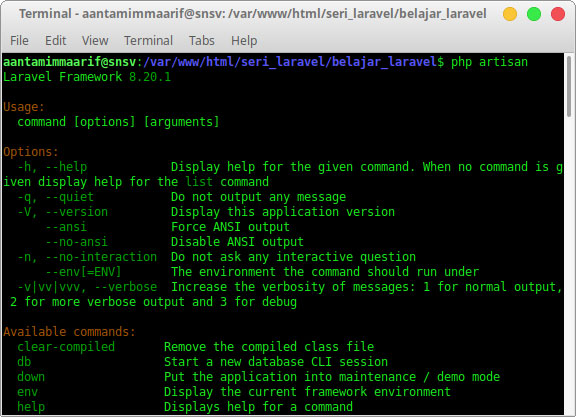 Terminal - aantamimmaarif@snsv: /var/www/html/seri_laravel/belajar_laravel
File Edit View Terminal Tabs Help
aantamimmaarif@snsv:/var/www/html/seri_laravel/belajar_laravel$ php artisan
Laravel Framework 8.20.1
Usage:
command [options] [arguments]
Options:
-h, --help Display help for the given command. When no command is g
iven display help for the list command
-q, --quiet Do not output any message
-V, --version Display this application version
--ansi Force ANSI output
--no-ansi Disable ANSI output
-n, --no-interaction Do not ask any interactive question
--env[=ENV] The environment the command should run under
-v|vv|vvv, --verbose Increase the verbosity of messages: 1 for normal output,
2 for more verbose output and 3 for debug
Available commands:
clear-compiled Remove the compiled class file
db Start a new database CLI session
down Put the application into maintenance / demo mode
env Display the current framework environment
help Displays help for a command